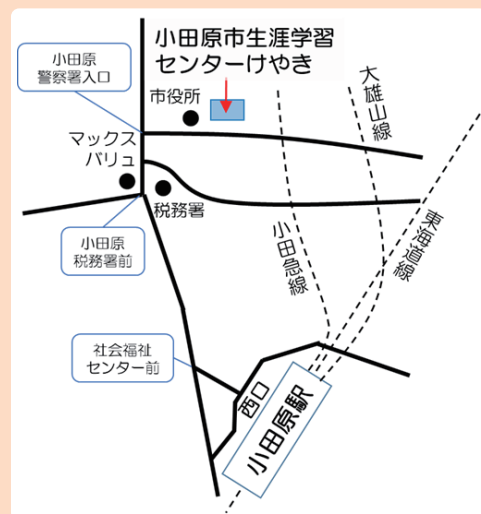 小田原市生涯学習
センターけやき
小田原
警察署入口
市役所
大雄山線
マックス
バリュ
税務署
小田原
税務署前
小田急線
東海道線
社会福祉
センター前
西口
小田原駅